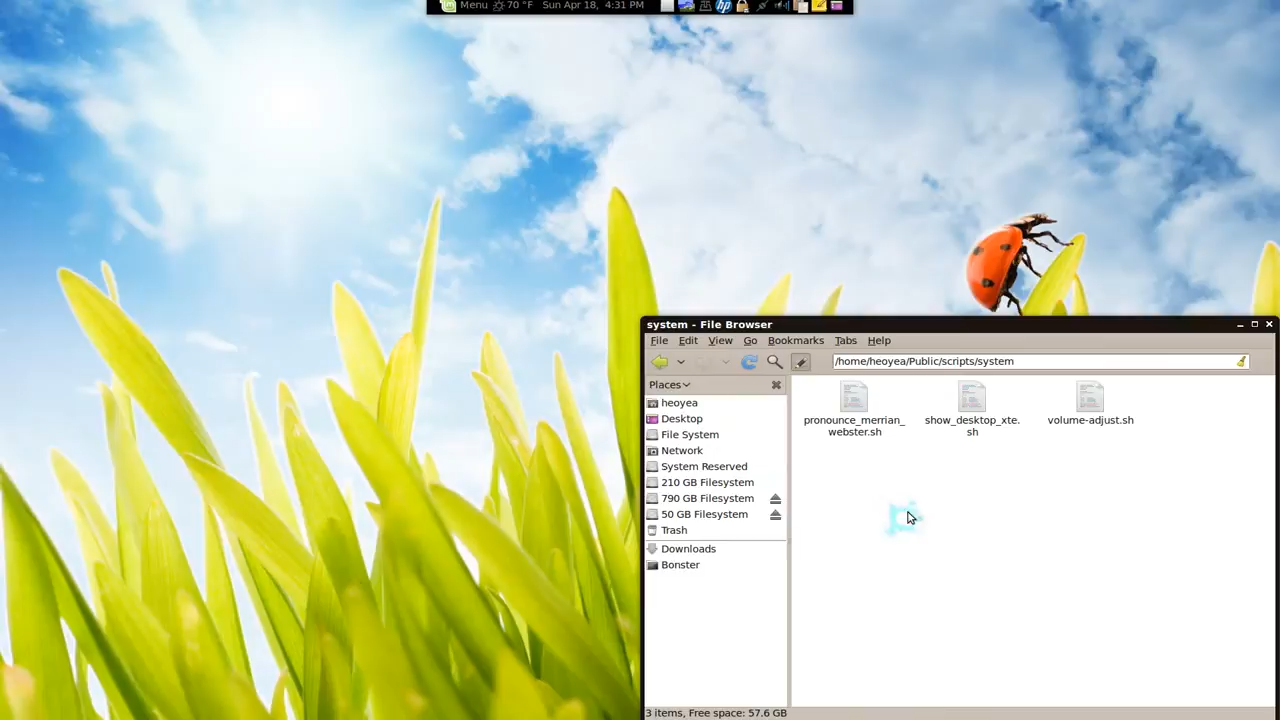 Menu 70 °F Sun Apr 18, 4:31 PM
system - File Browser
File Edit View Go Bookmarks Tabs Help
/home/heoyea/Public/scripts/system
Places
heoyea
Desktop
File System
Network
System Reserved
210 GB Filesystem
790 GB Filesystem
50 GB Filesystem
Trash
Downloads
Bonster
pronounce_merrian_
webster.sh
show_desktop_xte.
sh
volume-adjust.sh
3 items, Free space: 57.6 GB